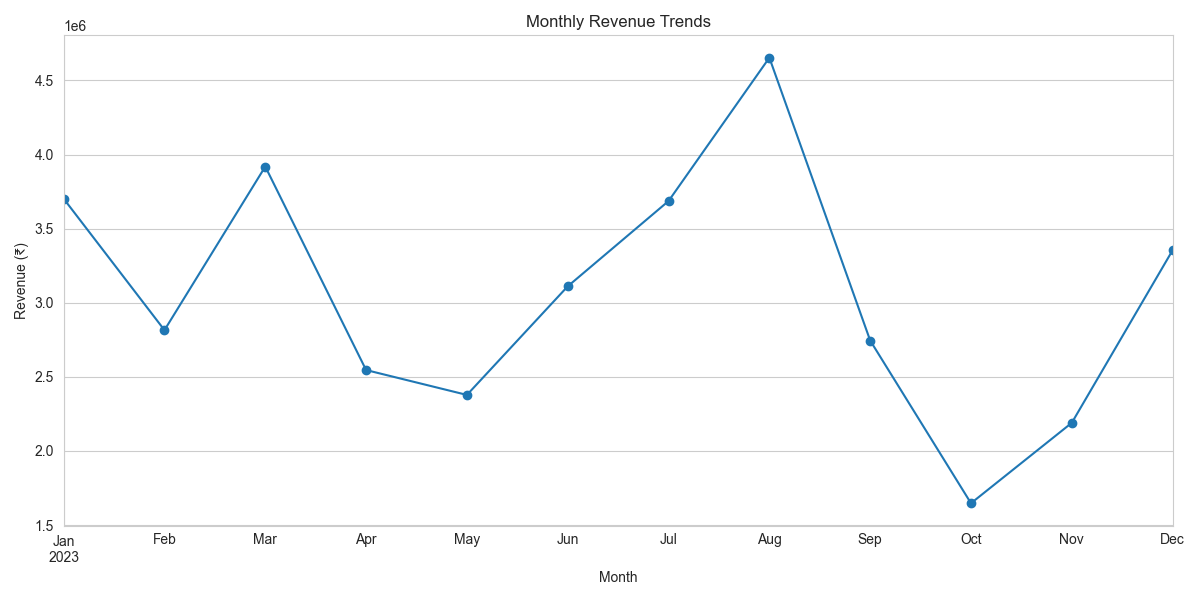 Monthly Revenue Trends
1e6
4.5
4.0
3.5
3.0
2.5
2.0
1.5
Revenue (₹)
Jan Feb Mar Apr May Jun Jul Aug Sep Oct Nov Dec
2023
Month